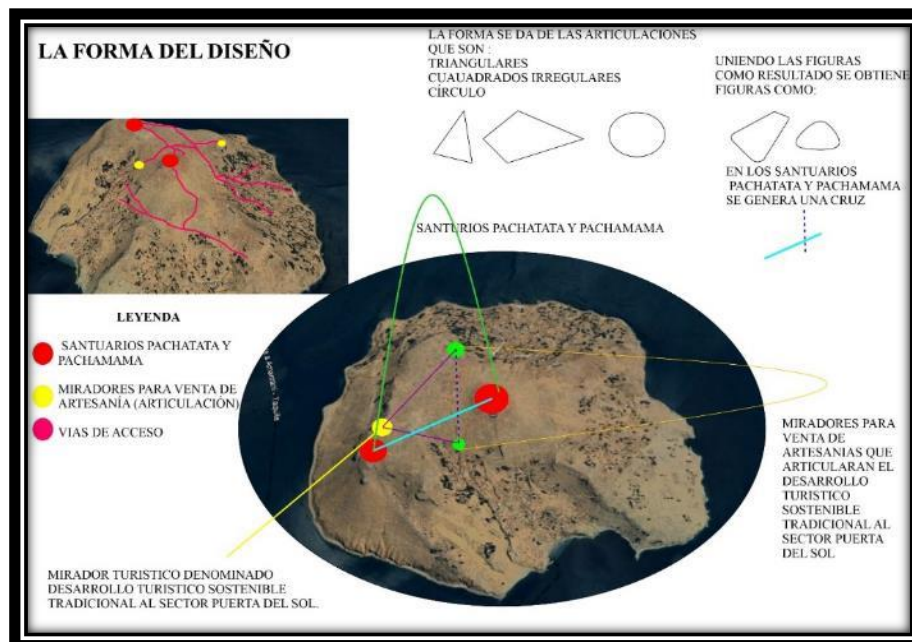 LA FORMA DEL DISEÑO
LA FORMA SE DA DE LAS ARTICULACIONES
QUE SON :
TRIANGULARES
CUAUADRADOS IRREGULARES
CÍRCULO
UNIENDO LAS FIGURAS
COMO RESULTADO SE OBTIENE
FIGURAS COMO:
EN LOS SANTUARIOS
PACHATATA Y PACHAMAMA
SE GENERA UNA CRUZ
SANTURIOS PACHATATA Y PACHAMAMA
LEYENDA
SANTUARIOS PACHATATA Y
PACHAMAMA
MIRADORES PARA VENTA DE
ARTESANÍA (ARTICULACIÓN)
VIAS DE ACCESO
MIRADORES PARA
VENTA DE
ARTESANIAS QUE
ARTICULARAN EL
DESARROLLO
TURISTICO
SOSTENIBLE
TRADICIONAL AL
SECTOR PUERTA
DEL SOL
MIRADOR TURISTICO DENOMINADO
DESARROLLO TURISTICO SOSTENIBLE
TRADICIONAL AL SECTOR PUERTA DEL SOL.